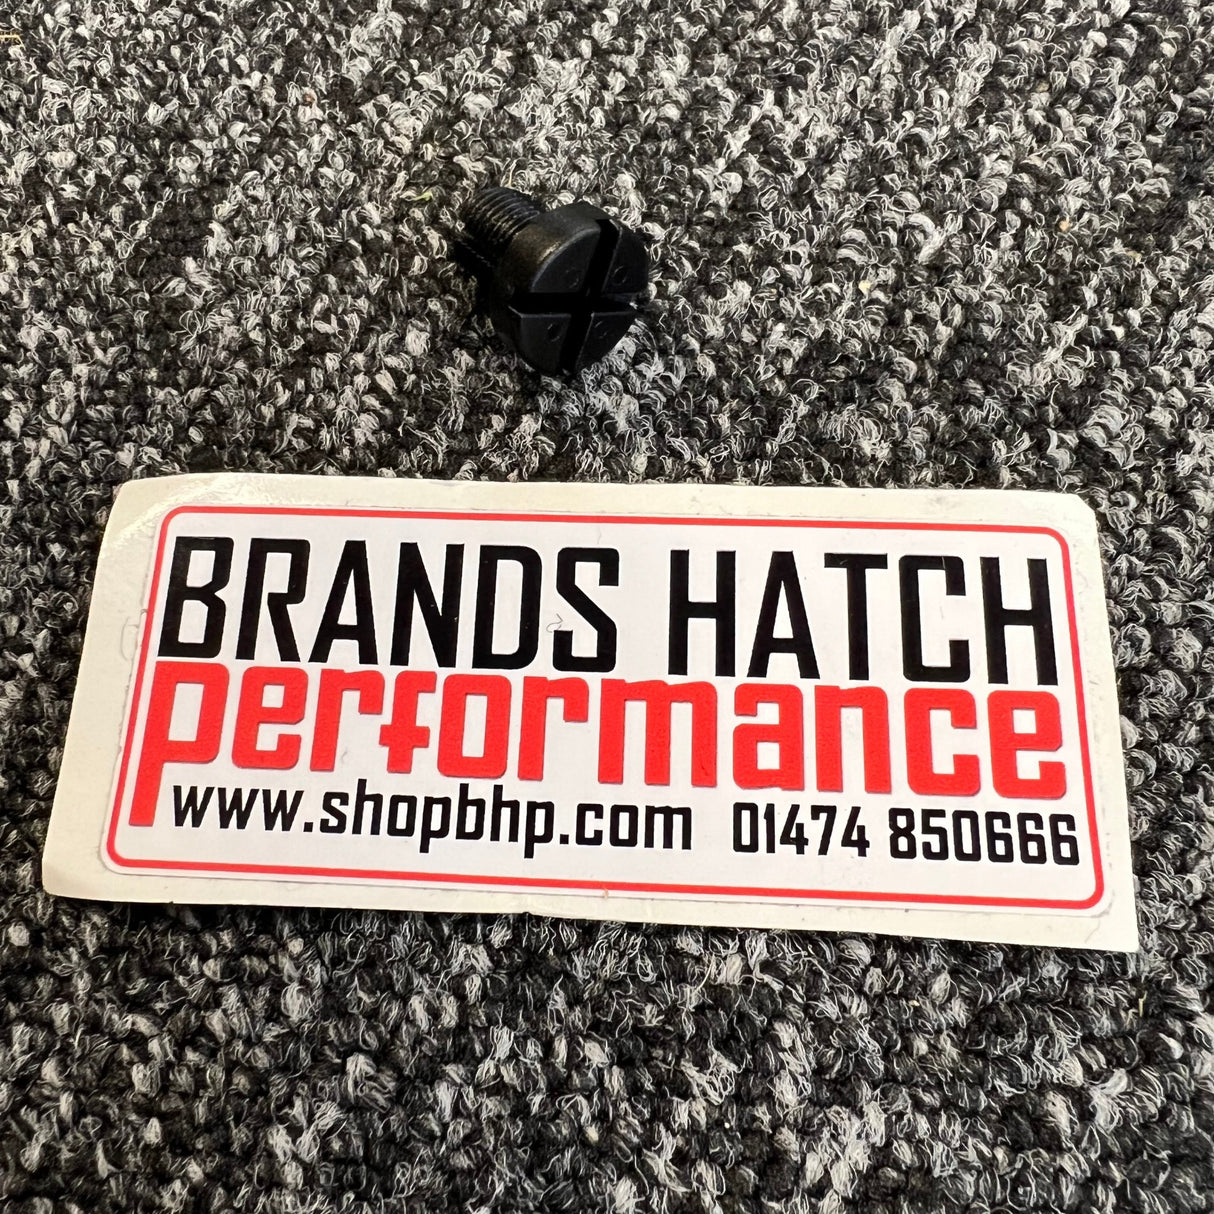 BRANDS HATCH
performance
www.shopbhp.com 01474 850666